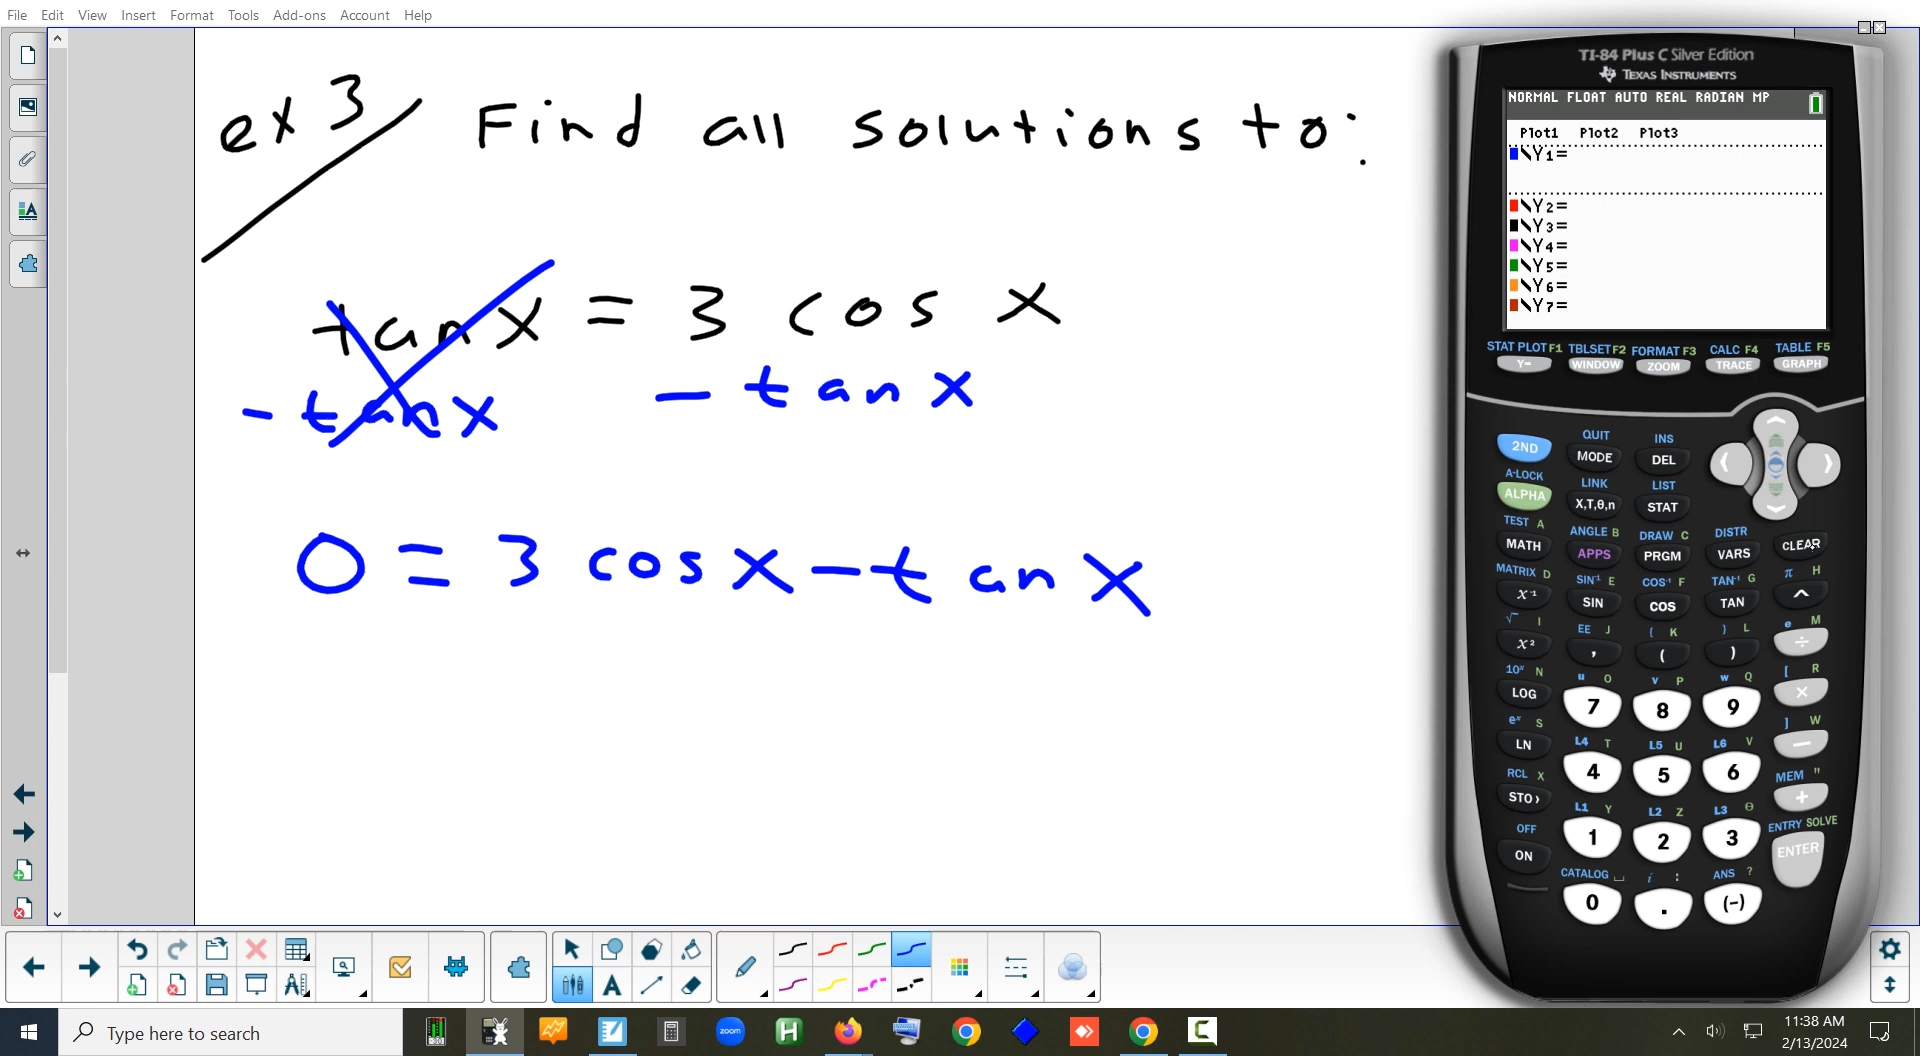 File Edit View Insert Format Tools Add-ons Account Help
ex 3 Find all solutions to:
tan x = 3 cos x
- tan x - tan x
0 = 3 cos x - tan x
TI-84 Plus C Silver Edition
TEXAS INSTRUMENTS
NORMAL FLOAT AUTO REAL RADIAN MP
Plot1 Plot2 Plot3
\Y1=
\Y2=
\Y3=
\Y4=
\Y5=
\Y6=
\Y7=
STAT PLOT F1 TBLSET F2 FORMAT F3 CALC F4 TABLE F5
Y= WINDOW ZOOM TRACE GRAPH
QUIT INS
2ND MODE DEL
A-LOCK LINK LIST
ALPHA X,T,θ,n STAT
TEST A ANGLE B DRAW C DISTR
MATH APPS PRGM VARS CLEAR
MATRIX D SIN⁻¹ E COS⁻¹ F TAN⁻¹ G π H
X⁻¹ SIN COS TAN ^
√ I EE J { K } L e M
X² , ( ) ÷
10ˣ N u O v P w Q [ R
LOG 7 8 9 ×
eˣ S L4 T L5 U L6 V ] W
LN 4 5 6 −
RCL X L1 Y L2 Z L3 θ MEM "
STO› 1 2 3 +
OFF CATALOG i : ANS ? ENTRY SOLVE
ON 0 . (−) ENTER
A
Type here to search
zoom
H
C
11:38 AM
2/13/2024